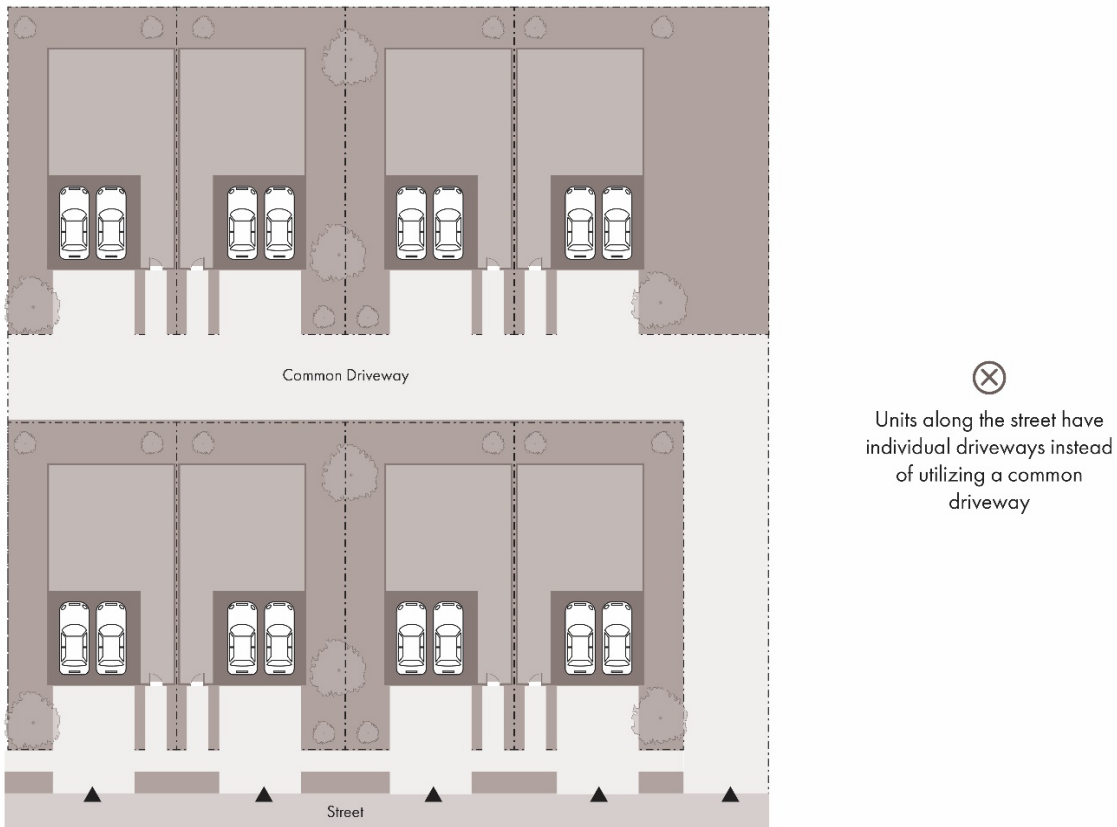 Common Driveway
Units along the street have
individual driveways instead
of utilizing a common
driveway
Street